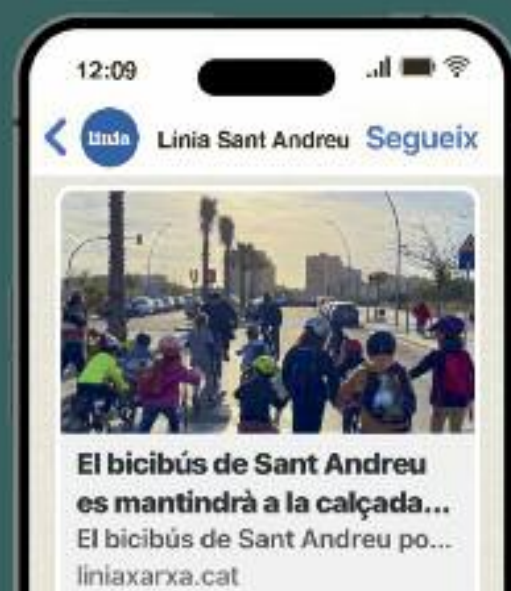 12:09
línia Línia Sant Andreu Segueix
El bicibús de Sant Andreu
es mantindrà a la calçada...
El bicibús de Sant Andreu po...
liniaxarxa.cat